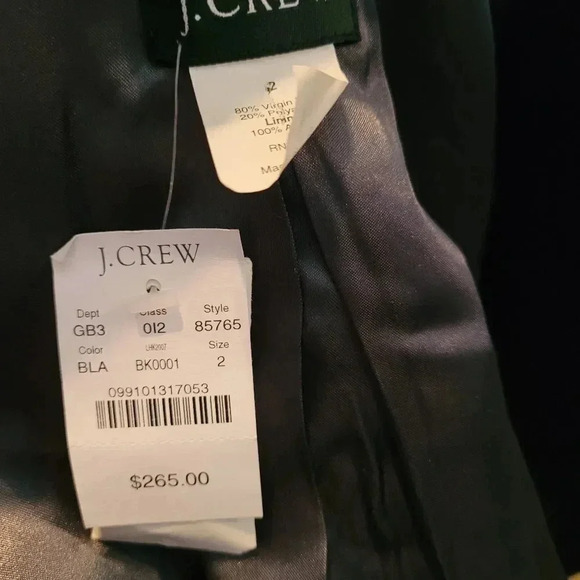 J.CREW
2
80% Virgin
20% Poly
Linin
100% A
RN
Ma
J.CREW
Dept Class Style
GB3 012 85765
Color LHK2007 Size
BLA BK0001 2
099101317053
$265.00